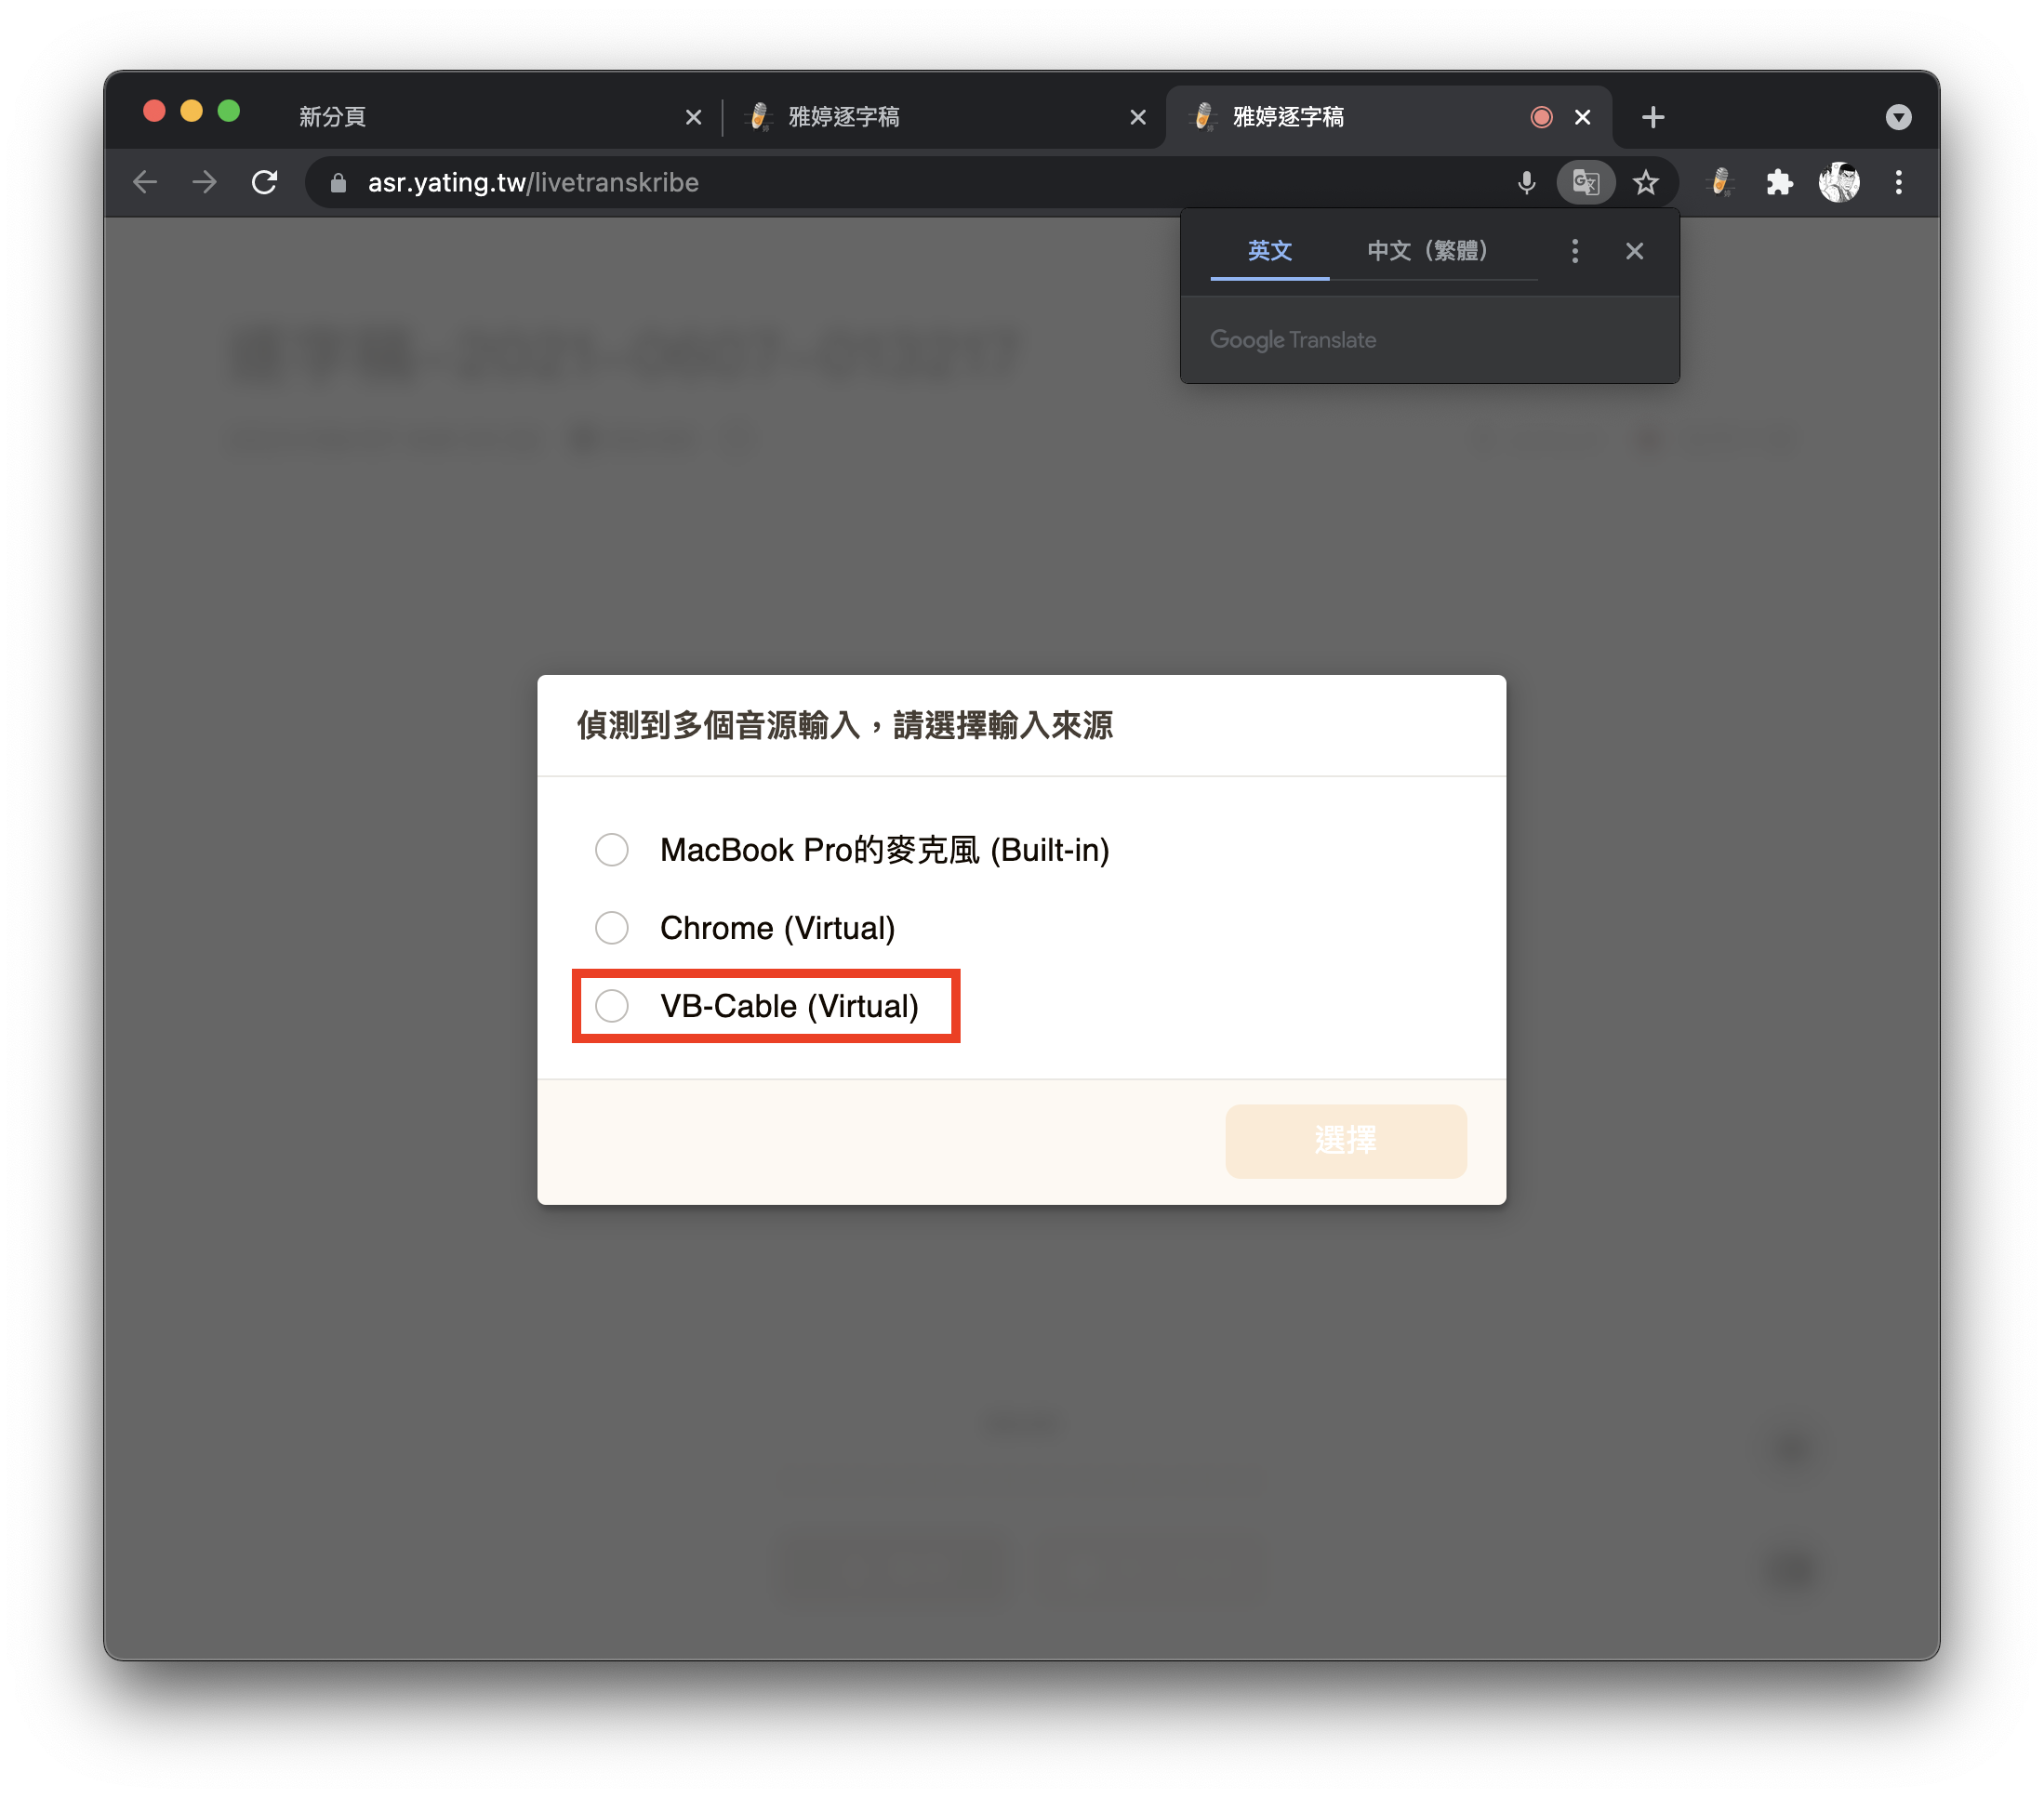 新分頁
雅婷逐字稿
雅婷逐字稿
asr.yating.tw/livetranskribe
英文 中文（繁體）
Google Translate
偵測到多個音源輸入，請選擇輸入來源
MacBook Pro的麥克風 (Built-in)
Chrome (Virtual)
VB-Cable (Virtual)
選擇